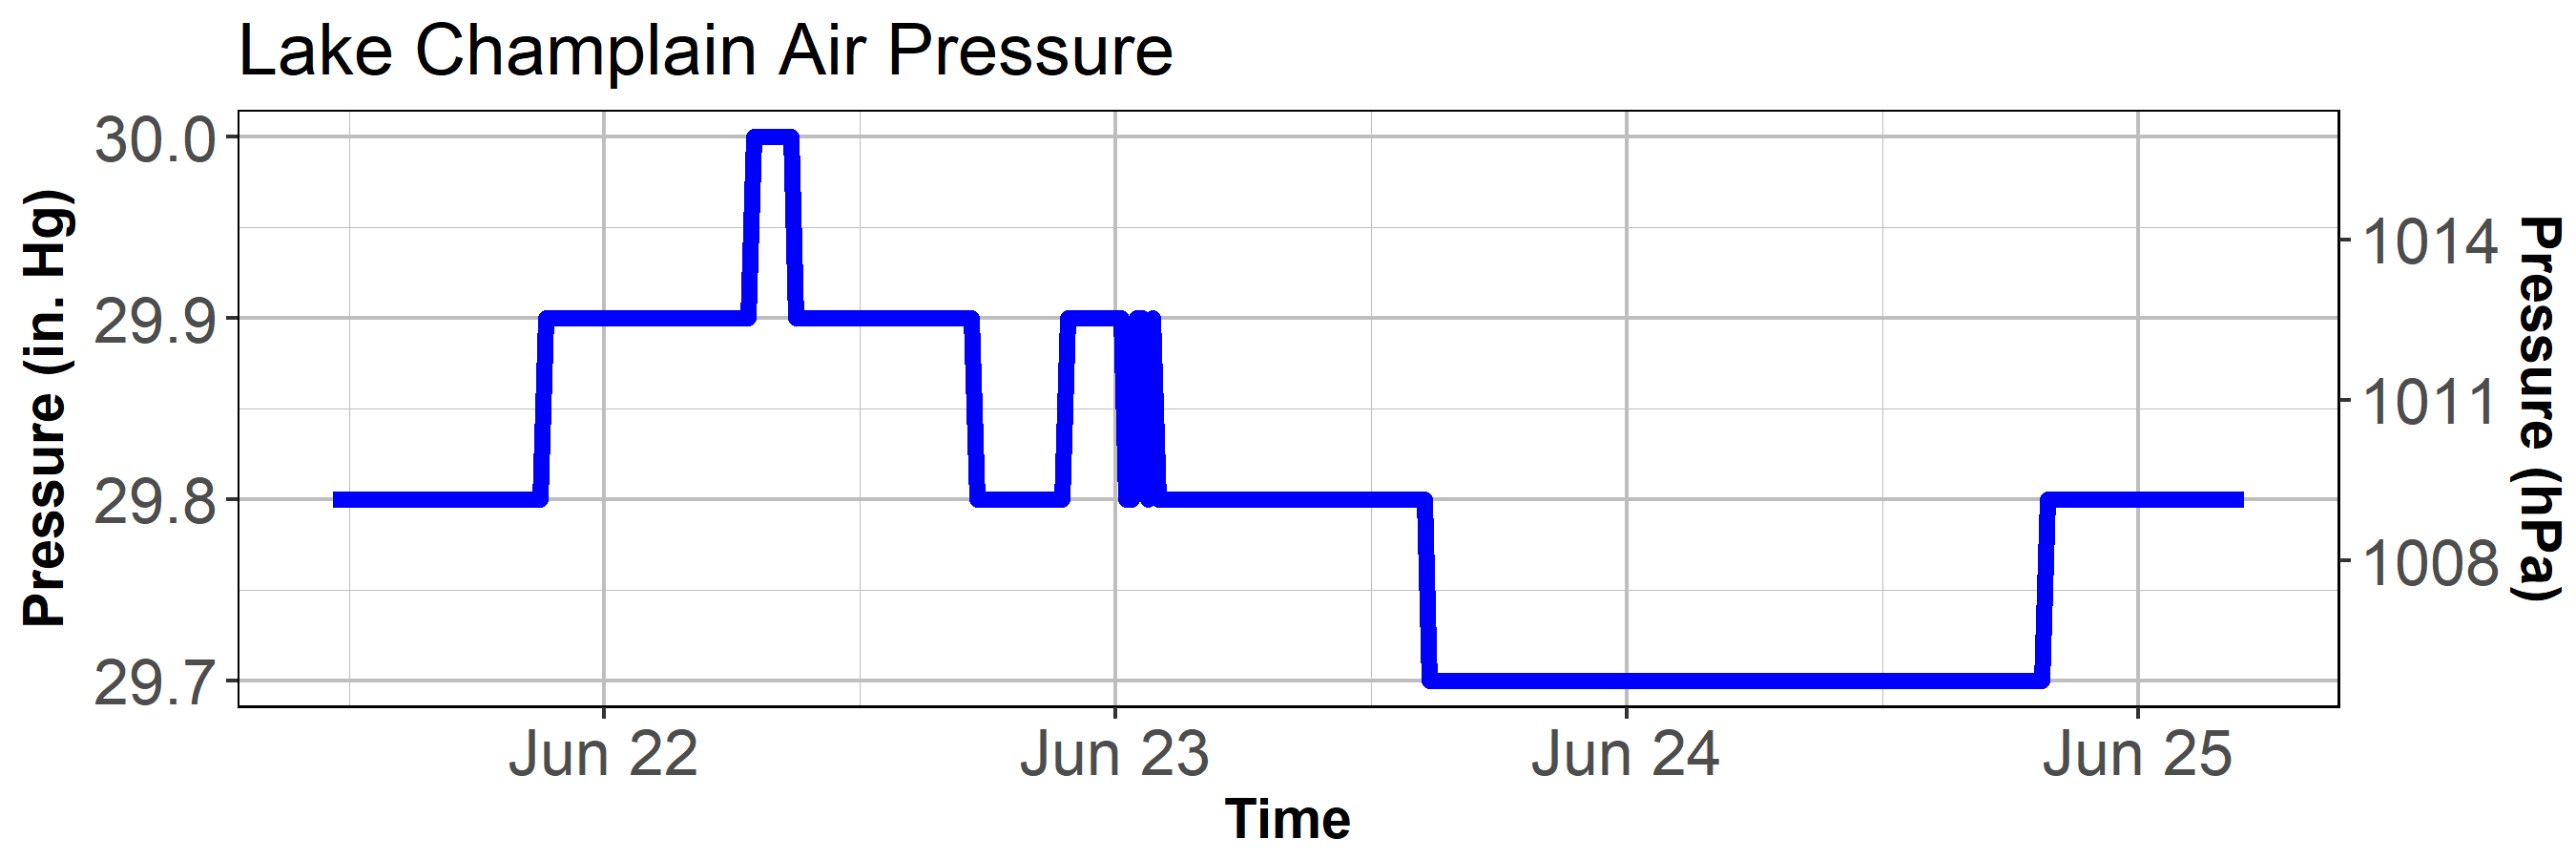 Lake Champlain Air Pressure
30.0
29.9
29.8
29.7
Pressure (in. Hg)
1014
1011
1008
Pressure (hPa)
Jun 22 Jun 23 Jun 24 Jun 25
Time